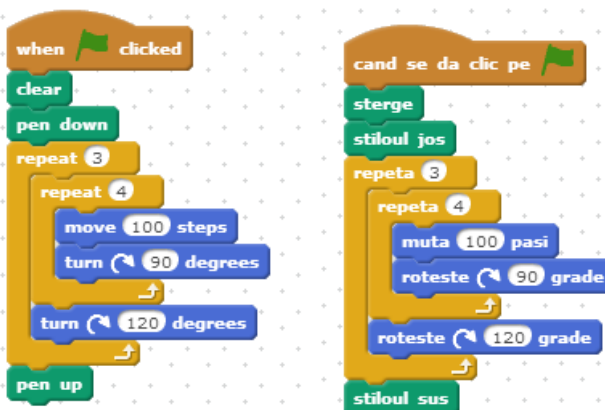 when clicked
clear
pen down
repeat 3
repeat 4
move 100 steps
turn 90 degrees
turn 120 degrees
pen up
cand se da clic pe
sterge
stiloul jos
repeta 3
repeta 4
muta 100 pasi
roteste 90 grade
roteste 120 grade
stiloul sus